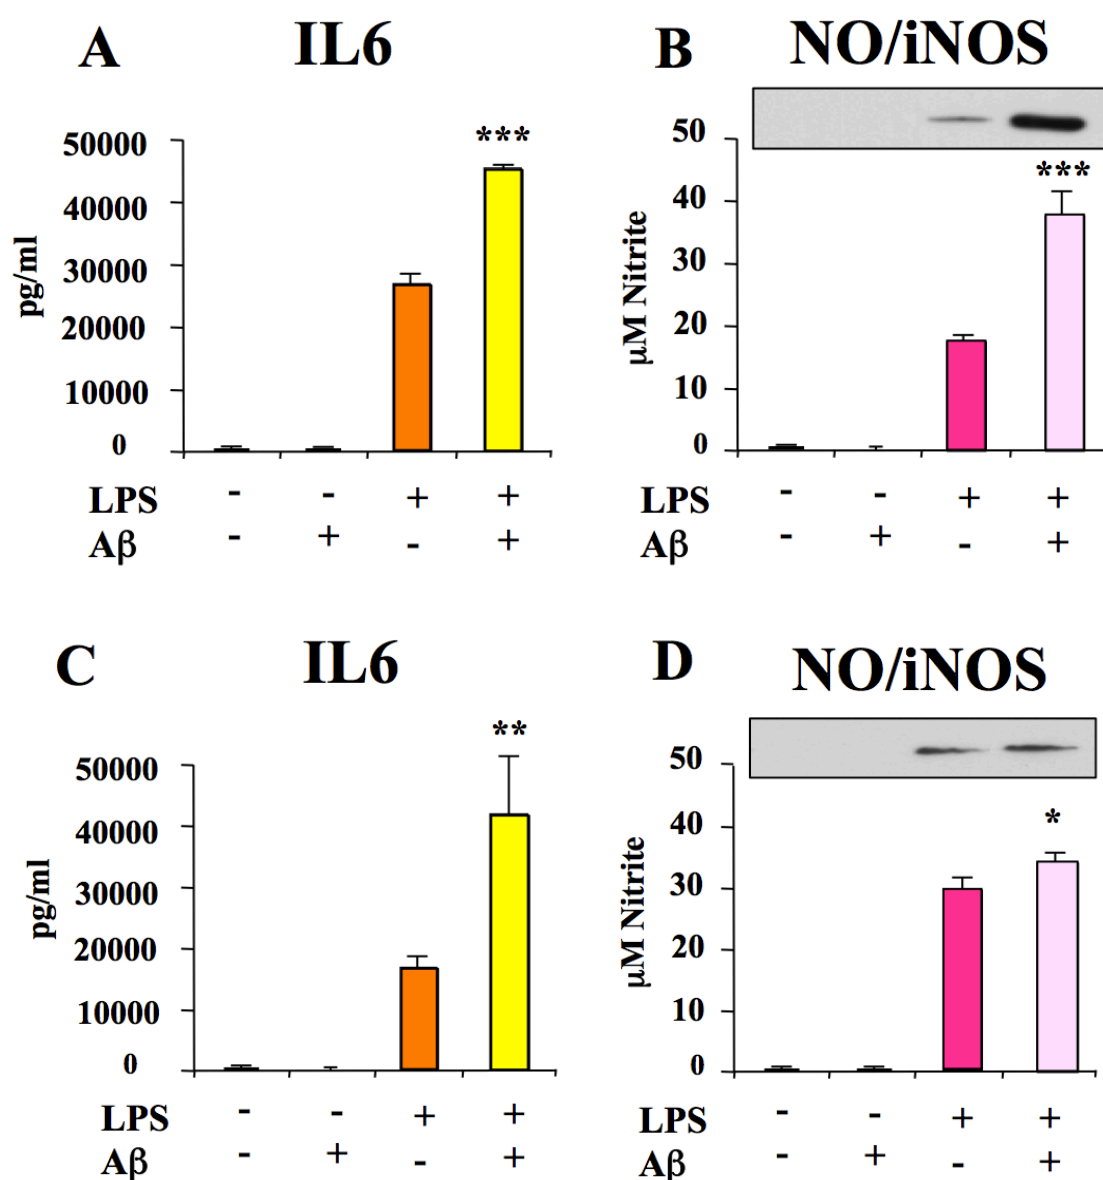 A IL6
***
50000
40000
30000
20000
10000
0
pg/ml
LPS - - + +
Aβ - + - +
B NO/iNOS
***
50
40
30
20
10
0
μM Nitrite
LPS - - + +
Aβ - + - +
C IL6
**
50000
40000
30000
20000
10000
0
pg/ml
LPS - - + +
Aβ - + - +
D NO/iNOS
*
50
40
30
20
10
0
μM Nitrite
LPS - - + +
Aβ - + - +